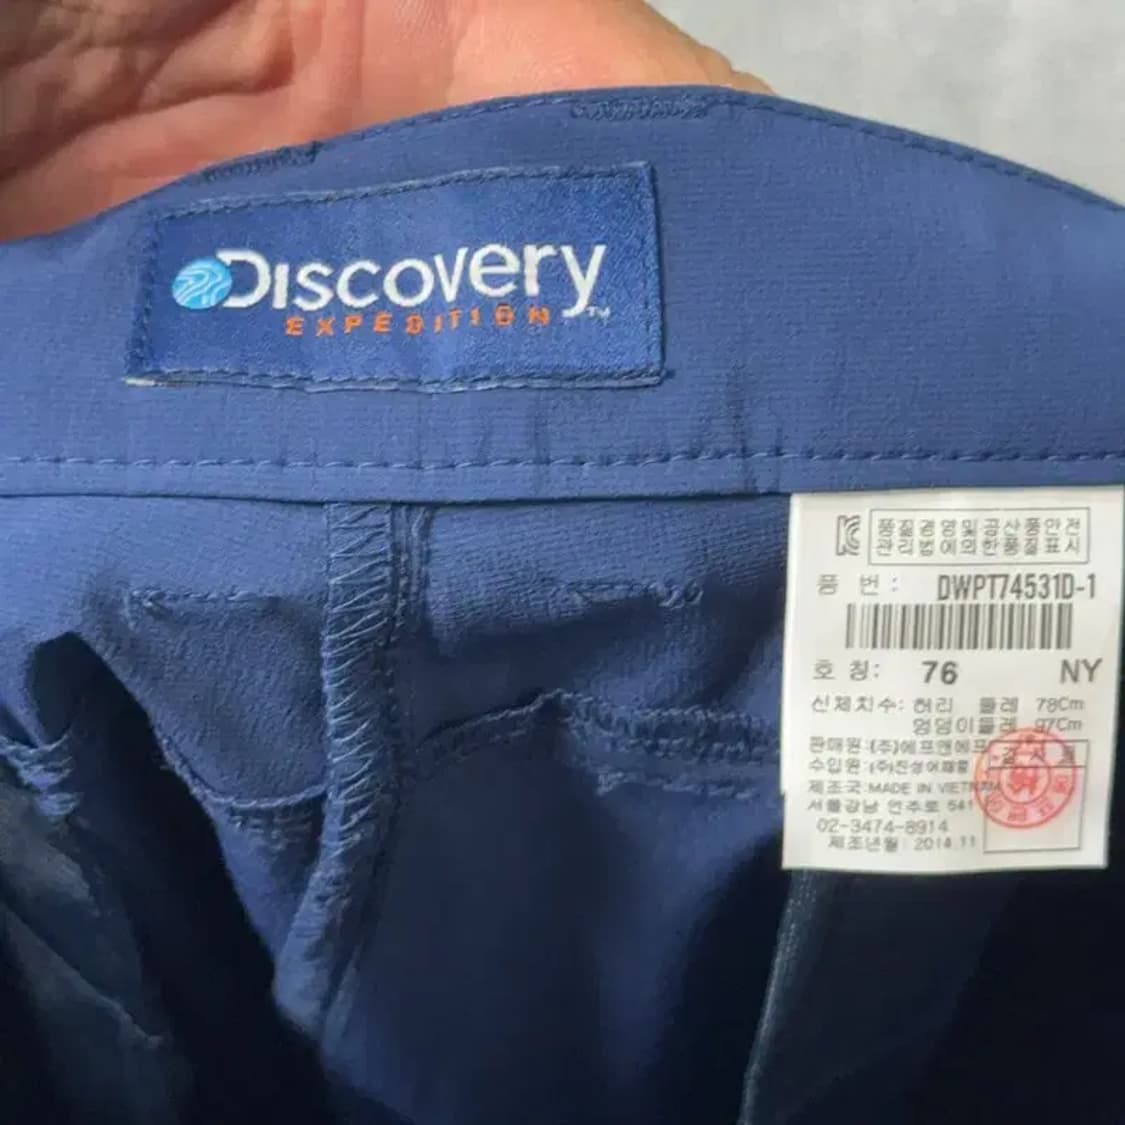 DISCOVERY
EXPEDITION™
품질경영및공산품안전
관리법에의한품질표시
품 번: DWPT74531D-1
호 칭: 76 NY
신체치수: 허리 둘레 78Cm
엉덩이둘레 97Cm
판매원:(주)에프앤에프
수입원:(주)진성어패럴
제조국:MADE IN VIETNAM
서울강남 언주로 541
02-3474-8914
제조년월: 2014.11